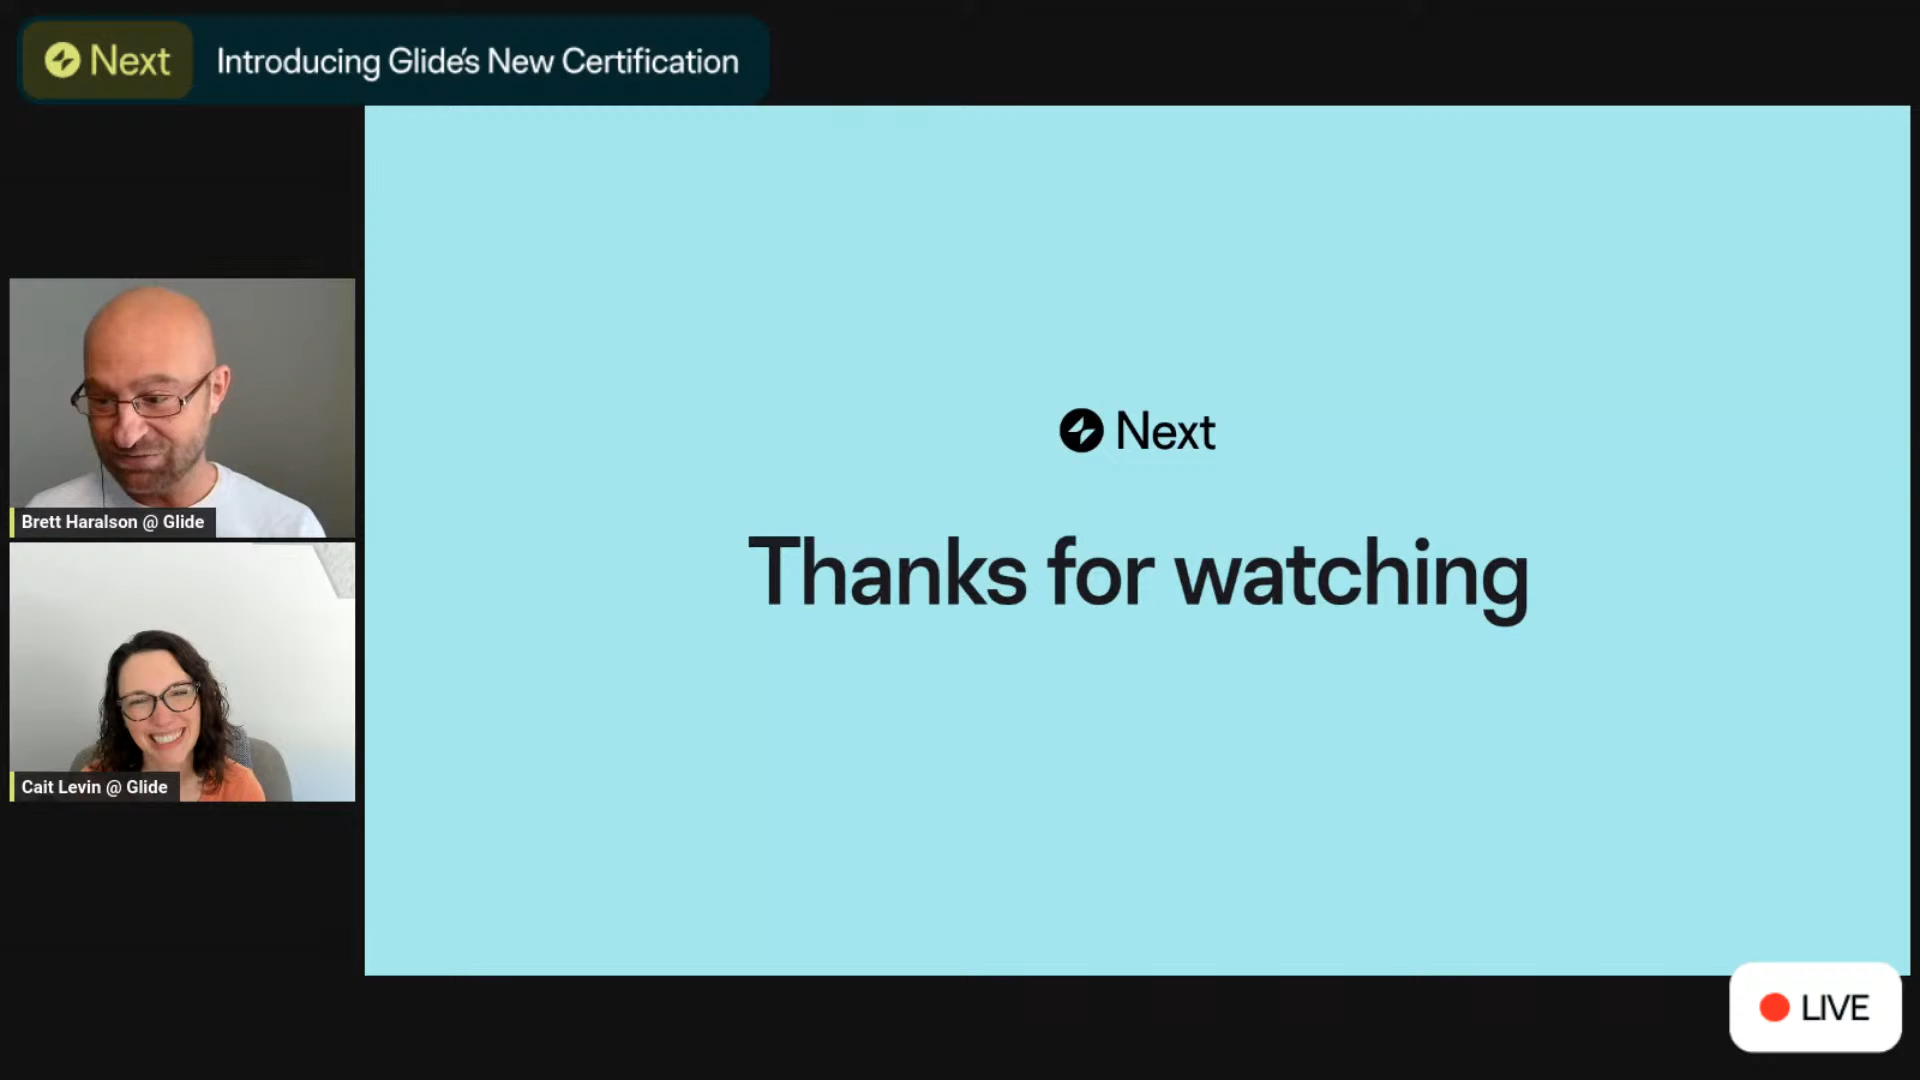 Next
Introducing Glide's New Certification
Next
Thanks for watching
Brett Haralson @ Glide
Cait Levin @ Glide
LIVE